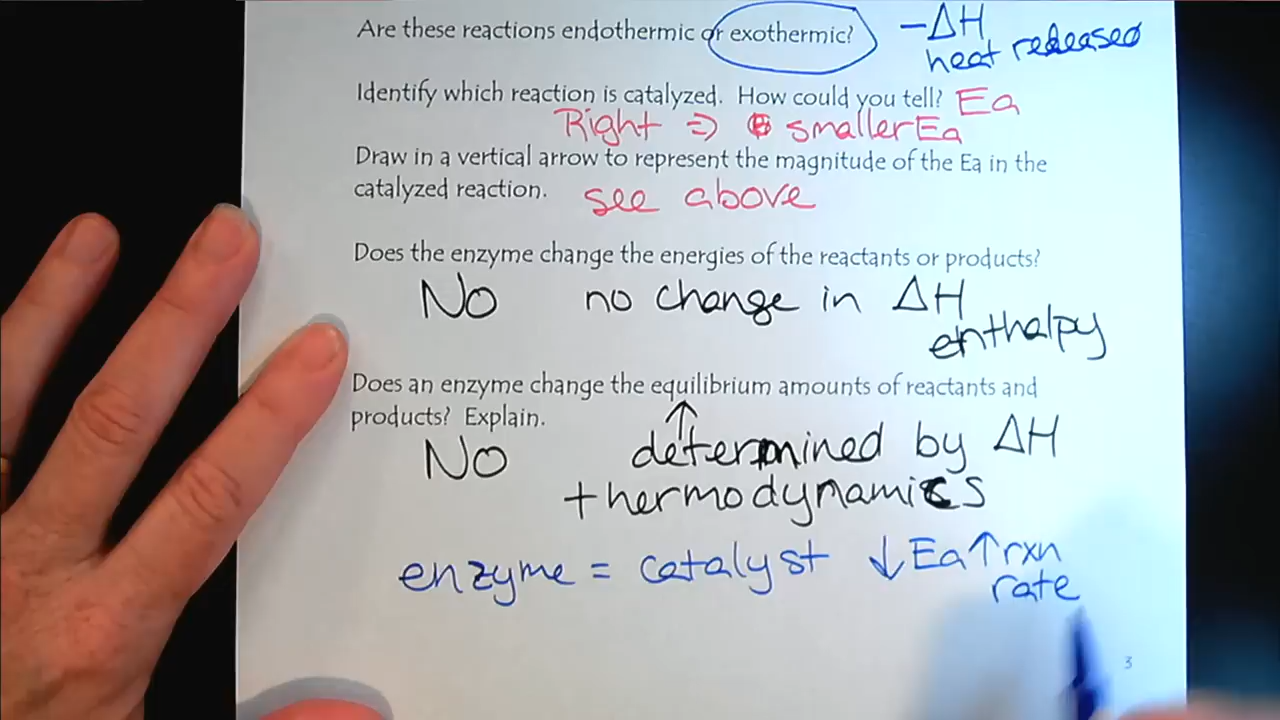 Are these reactions endothermic or exothermic? -ΔH
heat released
Identify which reaction is catalyzed. How could you tell? Ea
Right ⇒ smaller Ea
Draw in a vertical arrow to represent the magnitude of the Ea in the
catalyzed reaction. see above
Does the enzyme change the energies of the reactants or products?
No no change in ΔH
enthalpy
Does an enzyme change the equilibrium amounts of reactants and
products? Explain.
No ↑ determined by ΔH
thermodynamics
enzyme = catalyst ↓ Ea ↑ rxn
rate
3